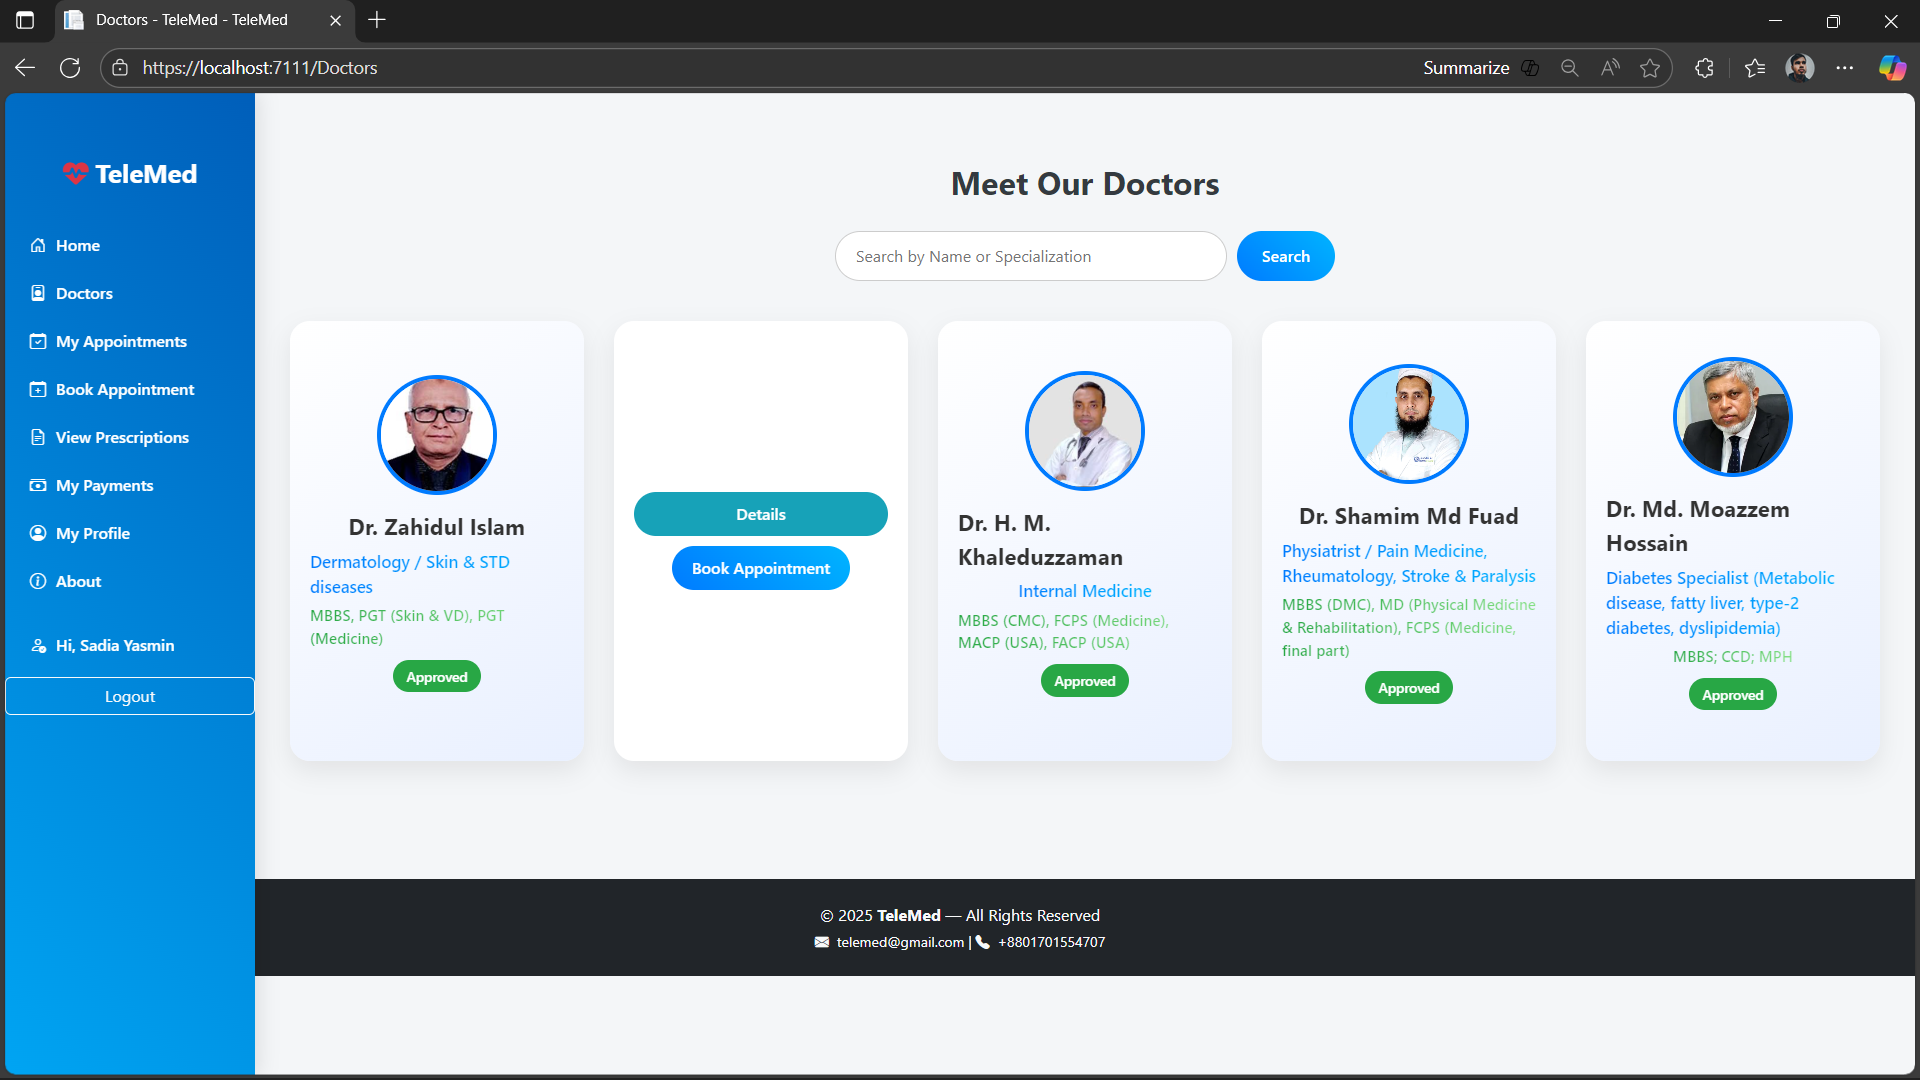 Doctors - TeleMed - TeleMed
https://localhost:7111/Doctors
Summarize
TeleMed
Home
Doctors
My Appointments
Book Appointment
View Prescriptions
My Payments
My Profile
About
Hi, Sadia Yasmin
Logout
Meet Our Doctors
Search by Name or Specialization
Search
Dr. Zahidul Islam
Dermatology / Skin & STD
diseases
MBBS, PGT (Skin & VD), PGT
(Medicine)
Approved
Details
Book Appointment
Dr. H. M.
Khaleduzzaman
Internal Medicine
MBBS (CMC), FCPS (Medicine),
MACP (USA), FACP (USA)
Approved
Dr. Shamim Md Fuad
Physiatrist / Pain Medicine,
Rheumatology, Stroke & Paralysis
MBBS (DMC), MD (Physical Medicine
& Rehabilitation), FCPS (Medicine,
final part)
Approved
Dr. Md. Moazzem
Hossain
Diabetes Specialist (Metabolic
disease, fatty liver, type-2
diabetes, dyslipidemia)
MBBS; CCD; MPH
Approved
© 2025 TeleMed — All Rights Reserved
telemed@gmail.com | +8801701554707